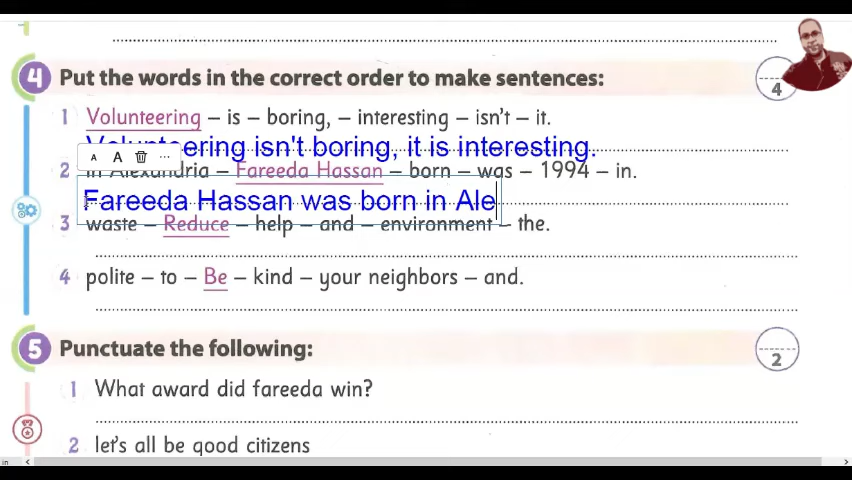 4 Put the words in the correct order to make sentences:
4
1 Volunteering – is – boring, – interesting – isn't – it.
Volunteering isn't boring, it is interesting.
2 in Alexandria – Fareeda Hassan – born – was – 1994 – in.
Fareeda Hassan was born in Ale
3 waste – Reduce – help – and – environment – the.
4 polite – to – Be – kind – your neighbors – and.
5 Punctuate the following:
2
1 What award did fareeda win?
2 let's all be good citizens